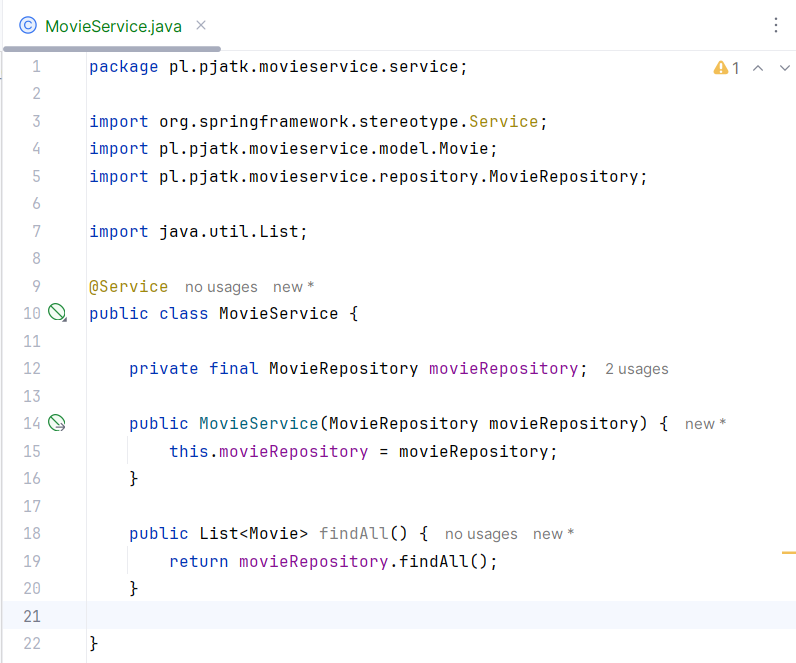 MovieService.java
1 package pl.pjatk.movieservice.service; 1
2
3 import org.springframework.stereotype.Service;
4 import pl.pjatk.movieservice.model.Movie;
5 import pl.pjatk.movieservice.repository.MovieRepository;
6
7 import java.util.List;
8
9 @Service no usages new *
10 public class MovieService {
11
12 private final MovieRepository movieRepository; 2 usages
13
14 public MovieService(MovieRepository movieRepository) { new *
15 this.movieRepository = movieRepository;
16 }
17
18 public List<Movie> findAll() { no usages new *
19 return movieRepository.findAll();
20 }
21
22 }